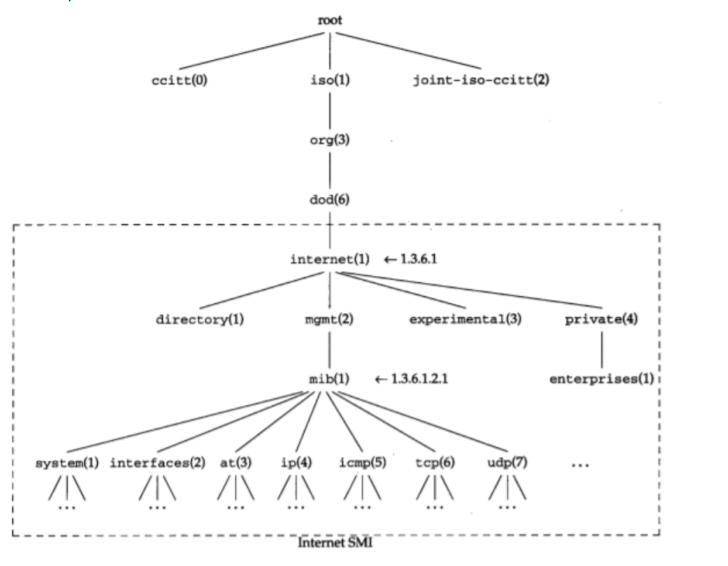 root
ccitt(0) iso(1) joint-iso-ccitt(2)
org(3)
dod(6)
internet(1) ← 1.3.6.1
directory(1) mgmt(2) experimental(3) private(4)
mib(1) ← 1.3.6.1.2.1 enterprises(1)
system(1) interfaces(2) at(3) ip(4) icmp(5) tcp(6) udp(7) ...
... ... ... ... ... ... ...
Internet SMI